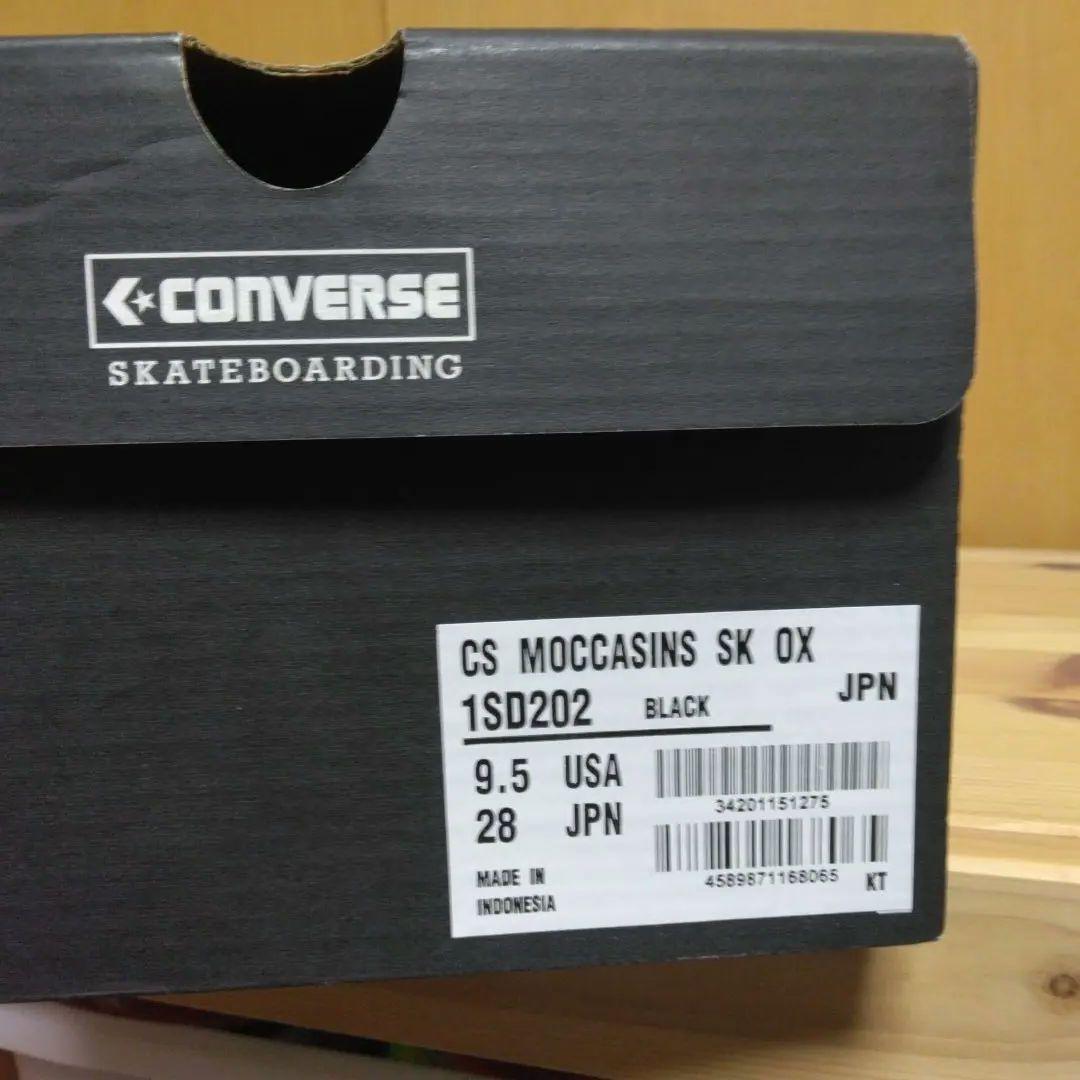 CONVERSE
SKATEBOARDING
CS MOCCASINS SK OX
1SD202 BLACK JPN
9.5 USA
34201151275
28 JPN
4589871168065 KT
MADE IN
INDONESIA